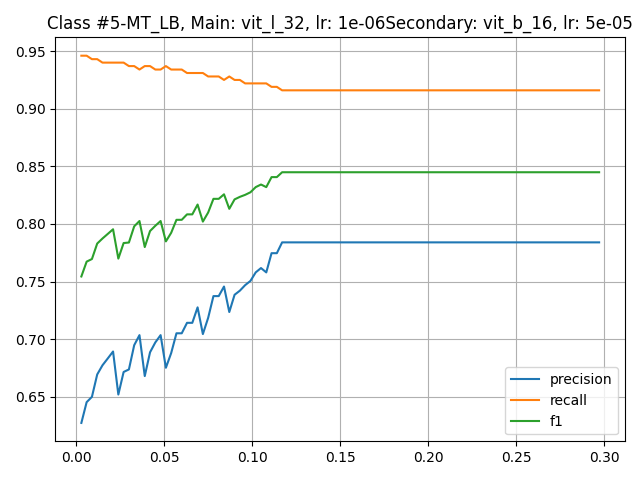 Class #5-MT_LB, Main: vit_l_32, lr: 1e-06Secondary: vit_b_16, lr: 5e-05
0.95
0.90
0.85
0.80
0.75
0.70
0.65
precision
recall
f1
0.00 0.05 0.10 0.15 0.20 0.25 0.30